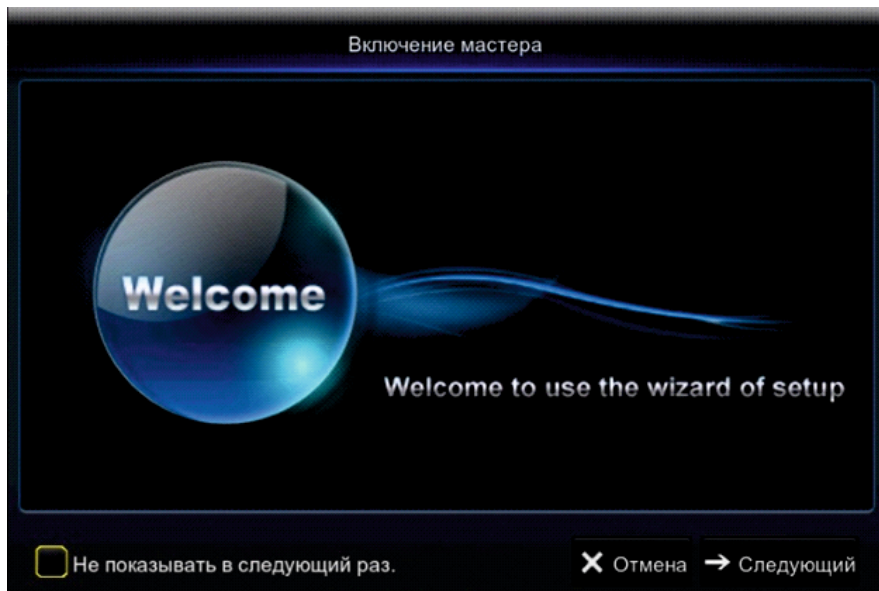 Включение мастера
Welcome
Welcome to use the wizard of setup
Не показывать в следующий раз.
Отмена
Следующий